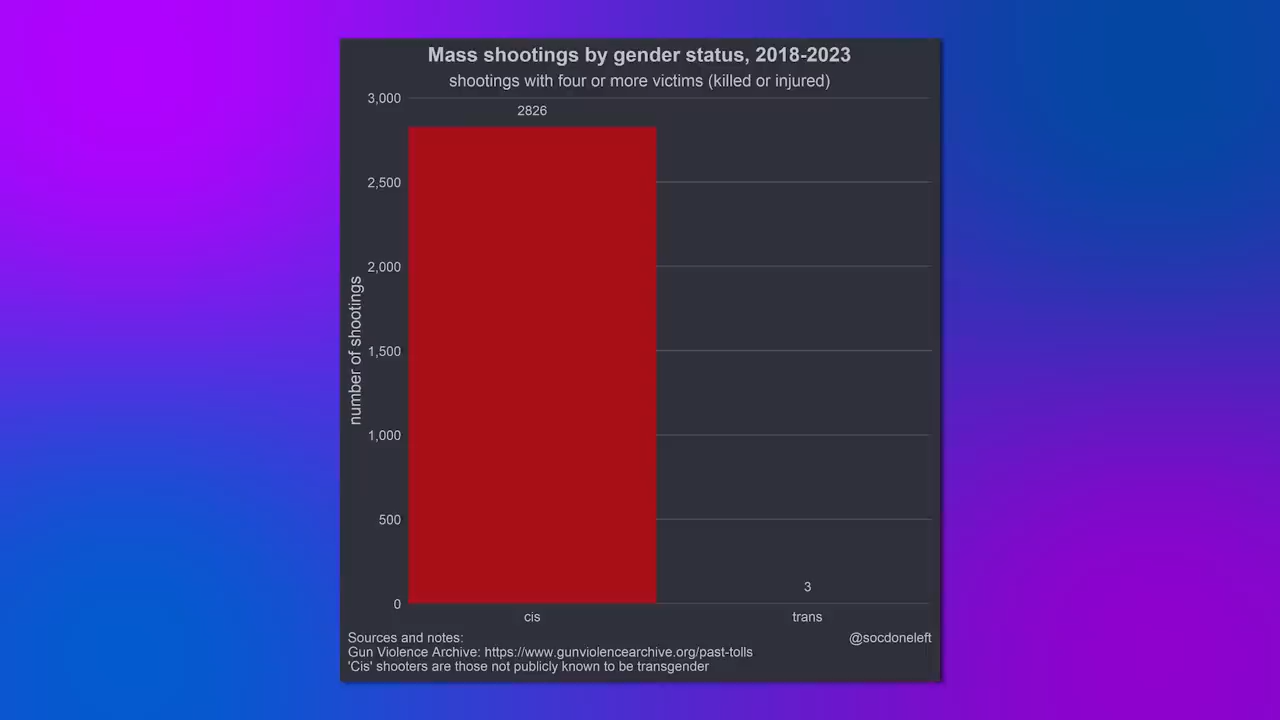 Mass shootings by gender status, 2018-2023
shootings with four or more victims (killed or injured)
3,000
2826
2,500
2,000
number of shootings
1,500
1,000
500
3
0
cis trans
Sources and notes: @socdoneleft
Gun Violence Archive: https://www.gunviolencearchive.org/past-tolls
'Cis' shooters are those not publicly known to be transgender